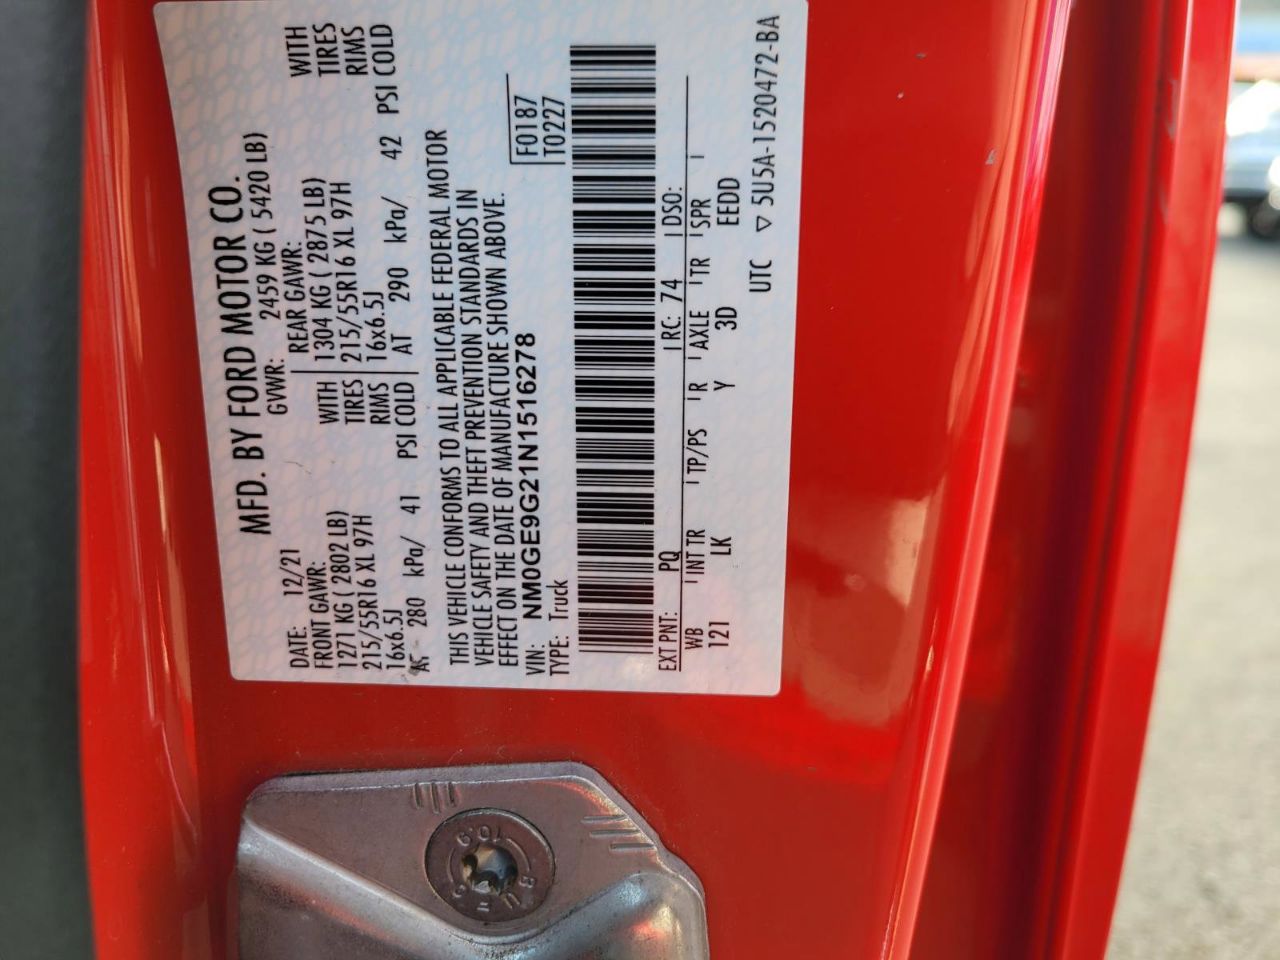 MFD. BY FORD MOTOR CO.
DATE: 12/21 GVWR: 2459 KG ( 5420 LB)
FRONT GAWR: REAR GAWR:
1271 KG ( 2802 LB) WITH 1304 KG ( 2875 LB) WITH
215/55R16 XL 97H TIRES 215/55R16 XL 97H TIRES
16x6.5J RIMS 16x6.5J RIMS
280 kPa/ 41 PSI COLD AT 290 kPa/ 42 PSI COLD
THIS VEHICLE CONFORMS TO ALL APPLICABLE FEDERAL MOTOR
VEHICLE SAFETY AND THEFT PREVENTION STANDARDS IN
EFFECT ON THE DATE OF MANUFACTURE SHOWN ABOVE.
VIN: NM0GE9G21N1516278 F0187
TYPE: Truck T0227
EXT PNT: PQ RC: 74 DSO:
WB INT TR TP/PS R AXLE TR SPR
121 LK Y 3D EEDD
UTC ▽ 5U5A-1520472-BA
10.9